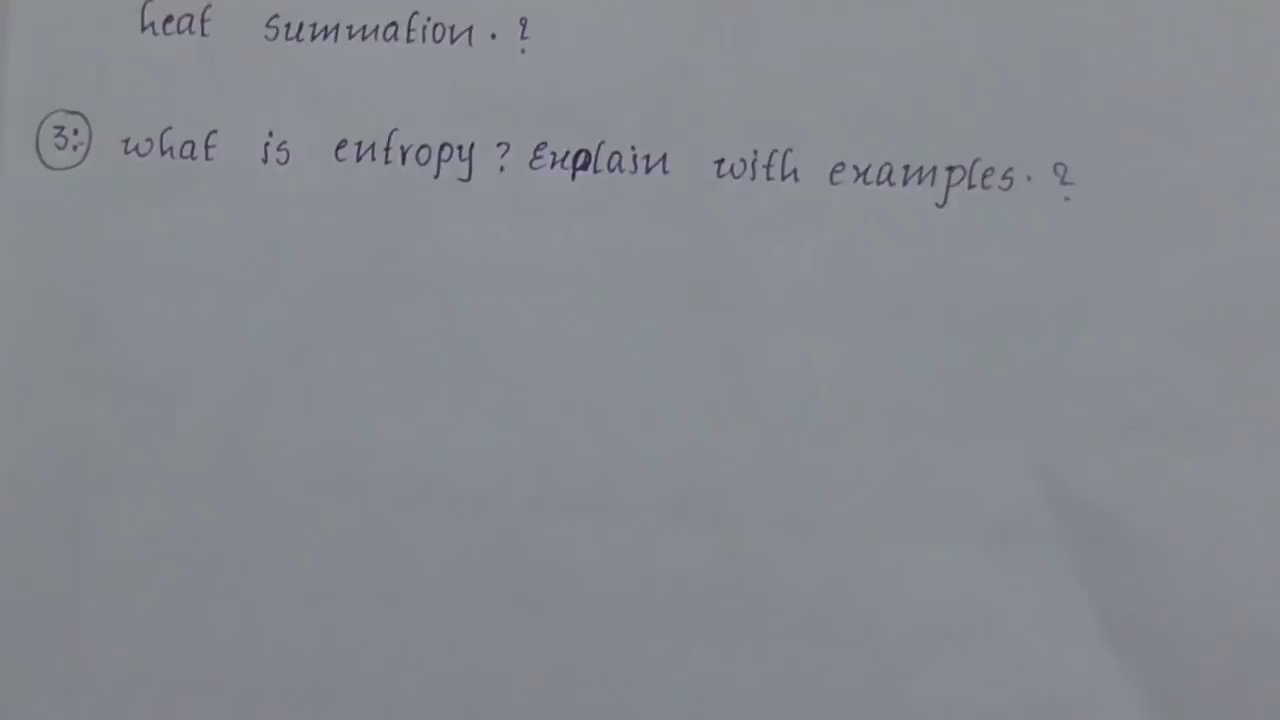 heat summation. ?
3:- what is entropy? Explain with examples. ?